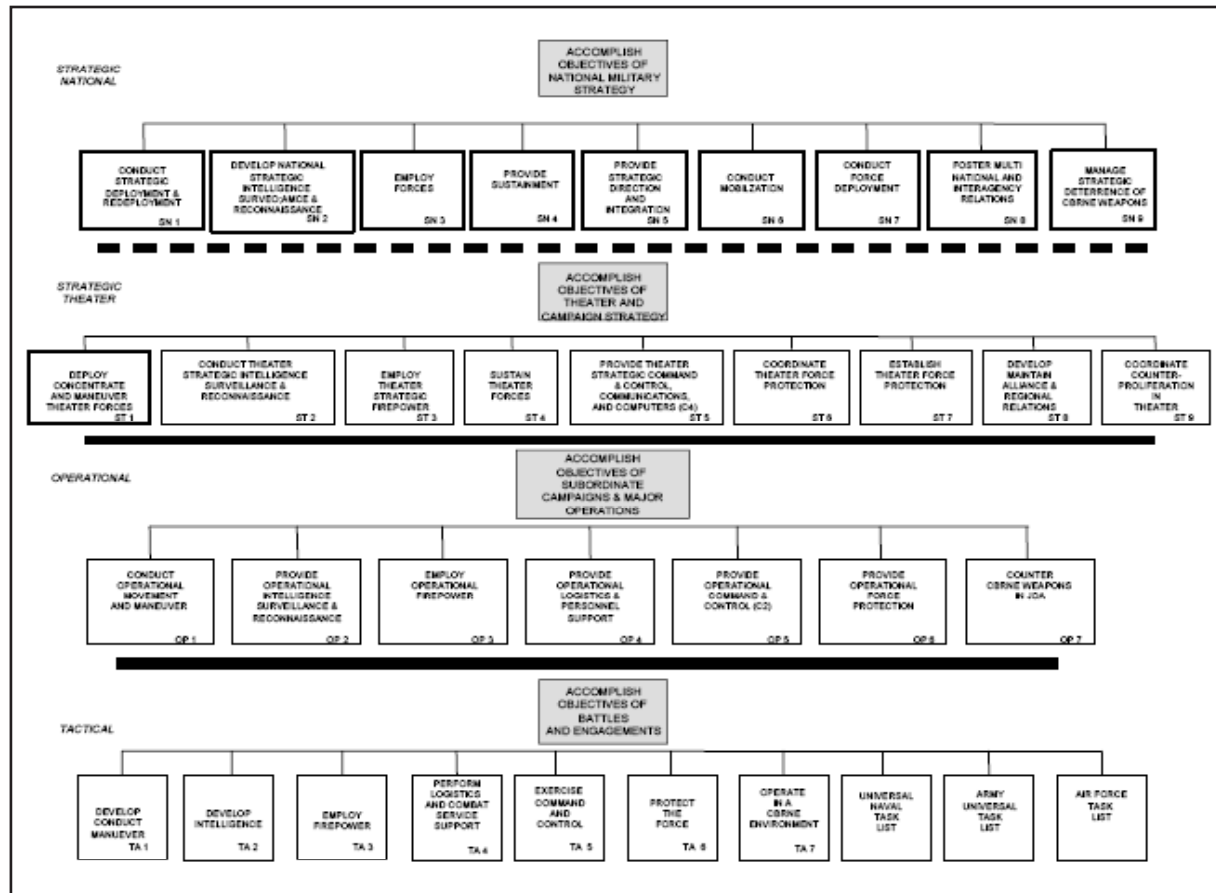 STRATEGIC
NATIONAL
ACCOMPLISH
OBJECTIVES OF
NATIONAL MILITARY
STRATEGY
CONDUCT
STRATEGIC
DEPLOYMENT &
REDEPLOYMENT
SN 1
DEVELOP NATIONAL
STRATEGIC
INTELLIGENCE
SURVEO;AMCE
& RECONNAISSANCE
SN 2
EMPLOY
FORCES
SN 3
PROVIDE
SUSTAINMENT
SN 4
PROVIDE
STRATEGIC
DIRECTION
AND
INTEGRATION
SN 5
CONDUCT
MOBILZATION
SN 6
CONDUCT
FORCE
DEPLOYMENT
SN 7
FOSTER MULTI
NATIONAL AND
INTERAGENCY
RELATIONS
SN 8
MANAGE
STRATEGIC
DETERRENCE OF
CBRNE WEAPONS
SN 9
STRATEGIC
THEATER
ACCOMPLISH
OBJECTIVES OF
THEATER AND
CAMPAIGN STRATEGY
DEPLOY
CONCENTRATE
AND MANEUVER
THEATER FORCES
ST 1
CONDUCT THEATER
STRATEGIC INTELLIGENCE
SURVEILLANCE &
RECONNAISSANCE
ST 2
EMPLOY
THEATER
STRATEGIC
FIREPOWER
ST 3
SUSTAIN
THEATER
FORCES
ST 4
PROVIDE THEATER
STRATEGIC COMMAND
& CONTROL,
COMMUNICATIONS,
AND COMPUTERS (C4)
ST 5
COORDINATE
THEATER FORCE
PROTECTION
ST 6
ESTABLISH
THEATER FORCE
PROTECTION
ST 7
DEVELOP
MAINTAIN
ALLIANCE &
REGIONAL
RELATIONS
ST 8
COORDINATE
COUNTER-
PROLIFERATION
IN
THEATER
ST 9
OPERATIONAL
ACCOMPLISH
OBJECTIVES OF
SUBORDINATE
CAMPAIGNS & MAJOR
OPERATIONS
CONDUCT
OPERATIONAL
MOVEMENT
AND MANEUVER
OP 1
PROVIDE
OPERATIONAL
INTELLIGENCE
SURVEILLANCE &
RECONNAISSANCE
OP 2
EMPLOY
OPERATIONAL
FIREPOWER
OP 3
PROVIDE
OPERATIONAL
LOGISTICS &
PERSONNEL
SUPPORT
OP 4
PROVIDE
OPERATIONAL
COMMAND &
CONTROL (C2)
OP 5
PROVIDE
OPERATIONAL
FORCE
PROTECTION
OP 6
COUNTER
CBRNE WEAPONS
IN JOA
OP 7
TACTICAL
ACCOMPLISH
OBJECTIVES OF
BATTLES
AND ENGAGEMENTS
DEVELOP
CONDUCT
MANUEVER
TA 1
DEVELOP
INTELLIGENCE
TA 2
EMPLOY
FIREPOWER
TA 3
PERFORM
LOGISTICS
AND COMBAT
SERVICE
SUPPORT
TA 4
EXERCISE
COMMAND
AND
CONTROL
TA 5
PROTECT
THE
FORCE
TA 6
OPERATE
IN A
CBRNE
ENVIRONMENT
TA 7
UNIVERSAL
NAVAL
TASK
LIST
ARMY
UNIVERSAL
TASK
LIST
AIR FORCE
TASK
LIST